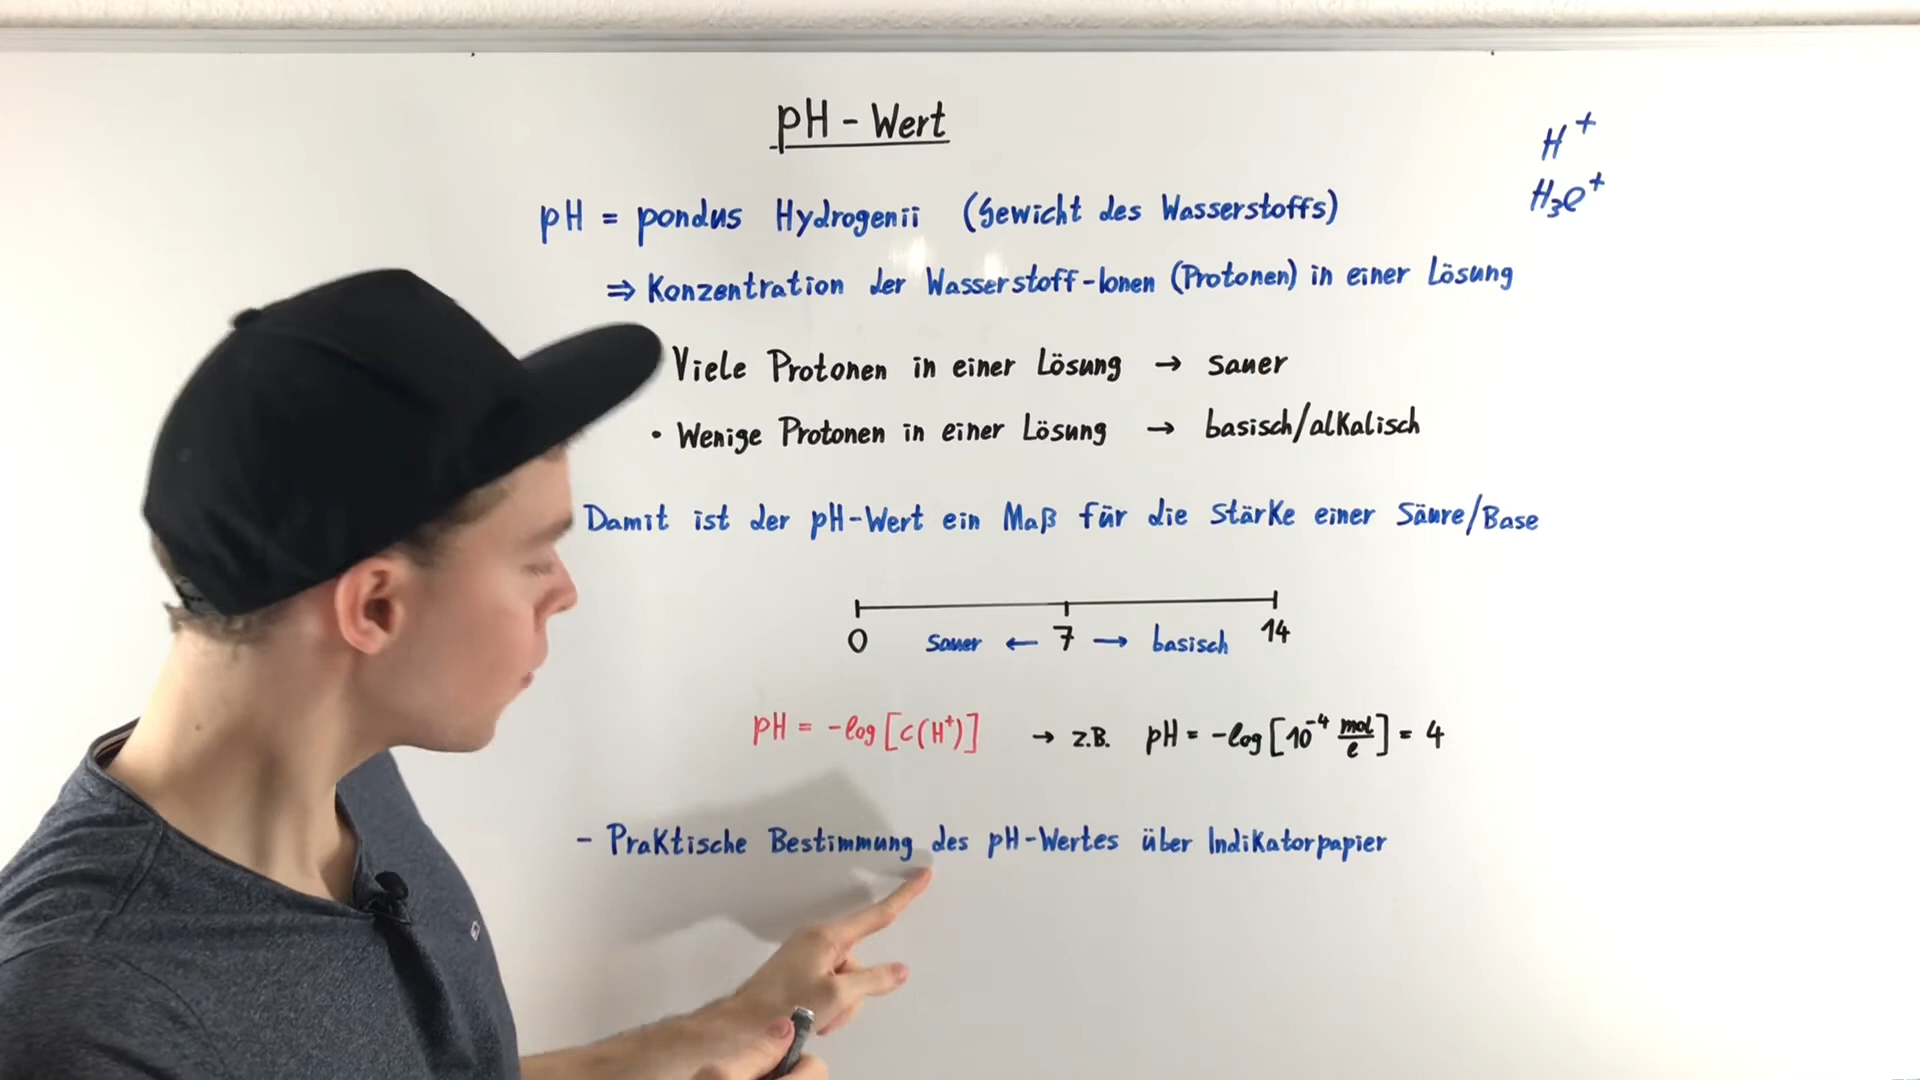 pH - Wert
H⁺
H₃O⁺
pH = pondus Hydrogenii (Gewicht des Wasserstoffs)
⇒ Konzentration der Wasserstoff-Ionen (Protonen) in einer Lösung
Viele Protonen in einer Lösung → sauer
• Wenige Protonen in einer Lösung → basisch/alkalisch
Damit ist der pH-Wert ein Maß für die Stärke einer Säure/Base
0 sauer ← 7 → basisch 14
pH = -log[c(H⁺)] → z.B. pH = -log[10⁻⁴ mol/l] = 4
- Praktische Bestimmung des pH-Wertes über Indikatorpapier